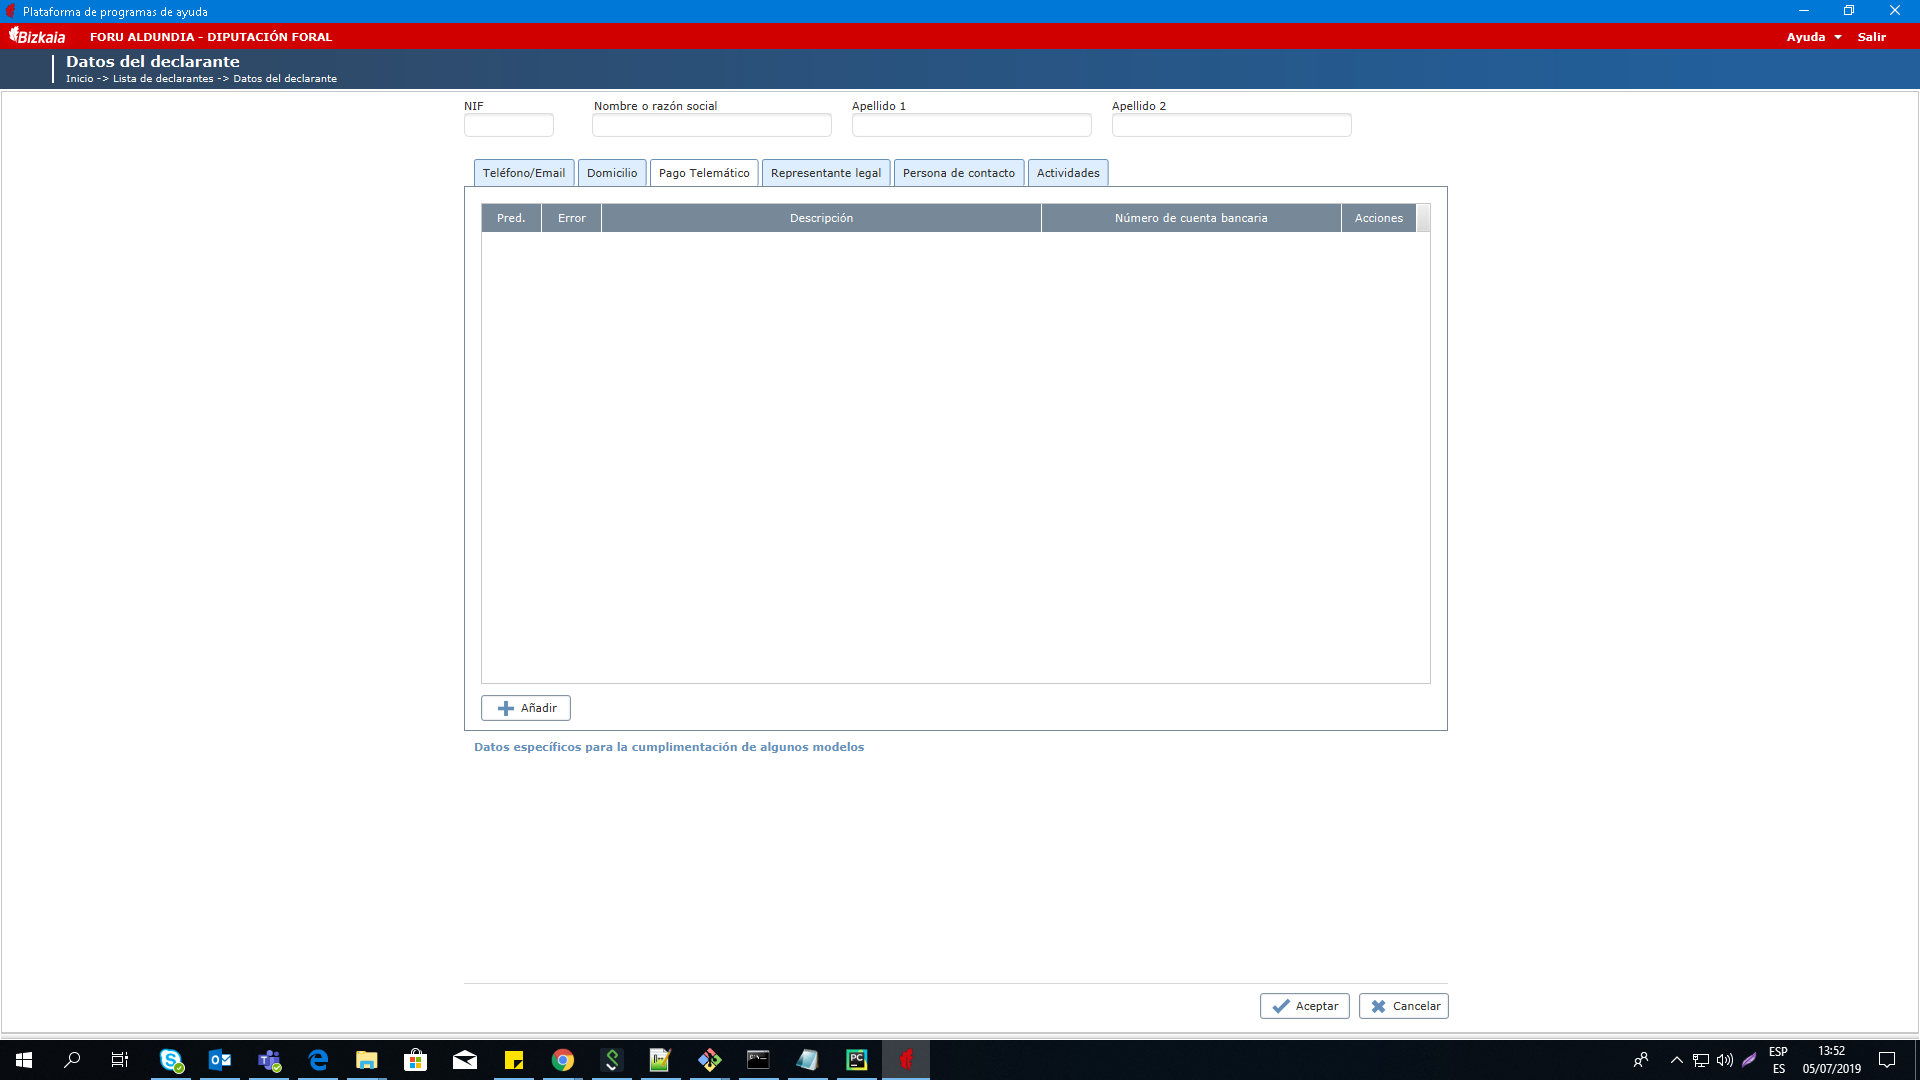 Plataforma de programas de ayuda
Bizkaia FORU ALDUNDIA - DIPUTACIÓN FORAL Ayuda Salir
Datos del declarante
Inicio -> Lista de declarantes -> Datos del declarante
NIF Nombre o razón social Apellido 1 Apellido 2
Teléfono/Email Domicilio Pago Telemático Representante legal Persona de contacto Actividades
Pred. Error Descripción Número de cuenta bancaria Acciones
Añadir
Datos específicos para la cumplimentación de algunos modelos
Aceptar Cancelar
ESP 13:52
ES 05/07/2019